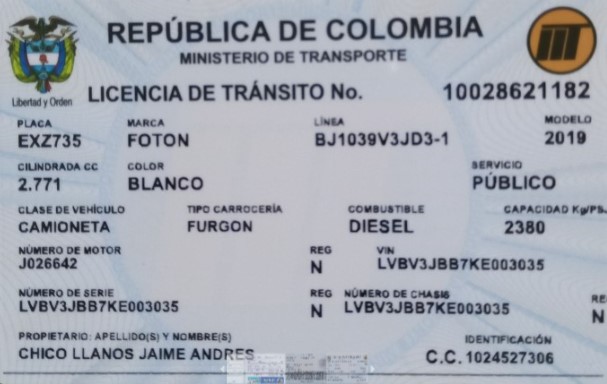 REPÚBLICA DE COLOMBIA
MINISTERIO DE TRANSPORTE
Libertad y Orden
LICENCIA DE TRÁNSITO No. 10028621182
PLACA MARCA LÍNEA MODELO
EXZ735 FOTON BJ1039V3JD3-1 2019
CILINDRADA CC COLOR SERVICIO
2.771 BLANCO PÚBLICO
CLASE DE VEHÍCULO TIPO CARROCERÍA COMBUSTIBLE CAPACIDAD Kg/PSJ
CAMIONETA FURGON DIESEL 2380
NÚMERO DE MOTOR REG VIN
J026642 N LVBV3JBB7KE003035
NÚMERO DE SERIE REG NÚMERO DE CHASIS RE
LVBV3JBB7KE003035 N LVBV3JBB7KE003035 N
PROPIETARIO: APELLIDO(S) Y NOMBRE(S) IDENTIFICACIÓN
CHICO LLANOS JAIME ANDRES C.C. 1024527306